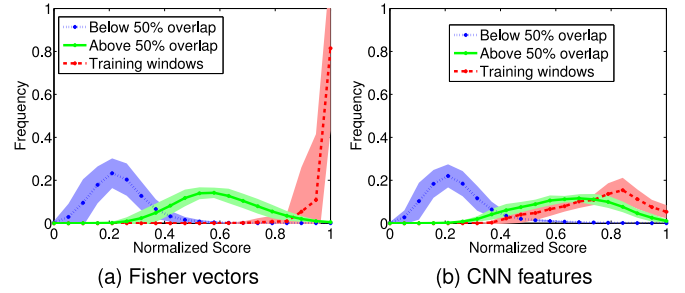 1
0.8
0.6
0.4
0.2
0
Frequency
Below 50% overlap
Above 50% overlap
Training windows
0 0.2 0.4 0.6 0.8 1
Normalized Score
(a) Fisher vectors
1
0.8
0.6
0.4
0.2
0
Frequency
Below 50% overlap
Above 50% overlap
Training windows
0 0.2 0.4 0.6 0.8 1
Normalized Score
(b) CNN features